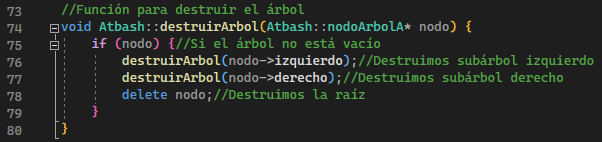 73 //Función para destruir el árbol
74 void Atbash::destruirArbol(Atbash::nodoArbolA* nodo) {
75 if (nodo) {//Si el árbol no está vacío
76 destruirArbol(nodo->izquierdo);//Destruimos subárbol izquierdo
77 destruirArbol(nodo->derecho);//Destruimos subárbol derecho
78 delete nodo;//Destruimos la raíz
79 }
80 }